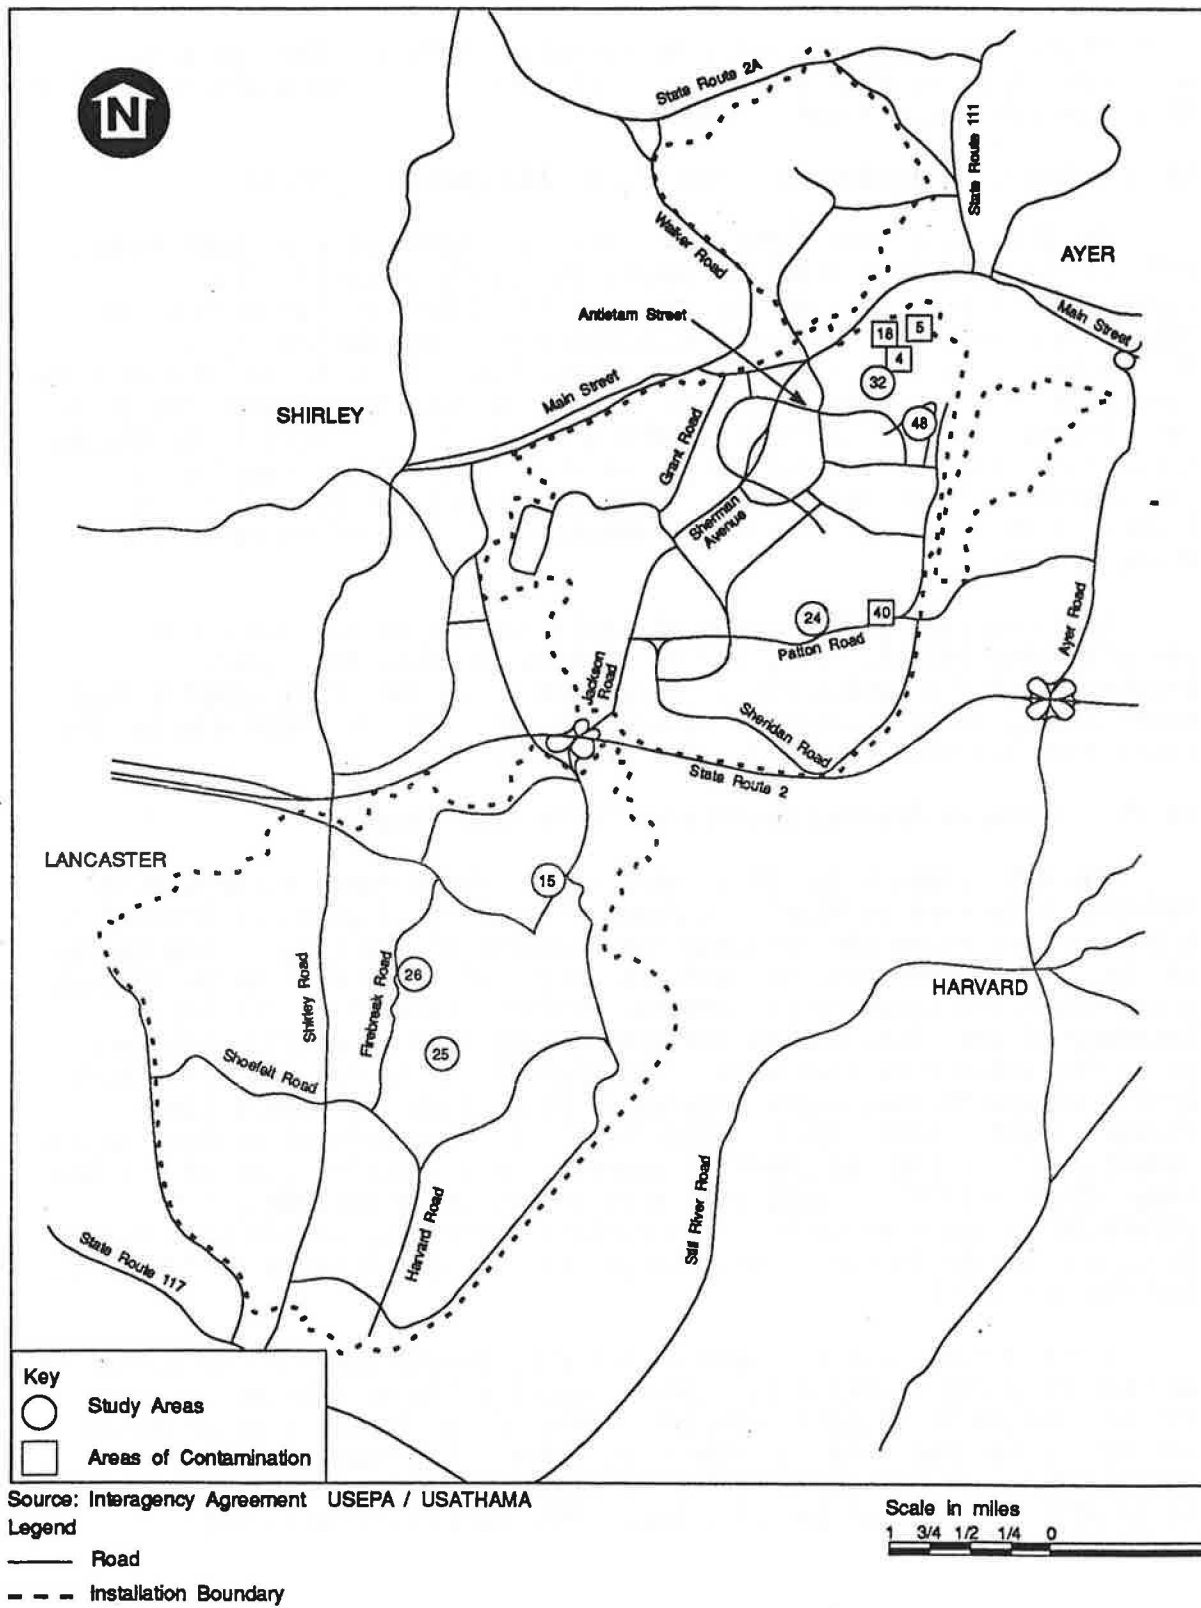 State Route 2A
N
State Route 111
Walker Road
AYER
Antietam Street
Main Street
18
5
4
32
Main Street
SHIRLEY
Grant Road
48
Sherman
Avenue
24
40
Patton Road
Ayer Road
Jackson
Road
Sheridan Road
State Route 2
LANCASTER
15
Shirley Road
Firebreak Road
26
HARVARD
25
Shoefelt Road
Still River Road
Harvard Road
State Route 117
Key
Study Areas
Areas of Contamination
Source: Interagency Agreement USEPA / USATHAMA
Legend
Road
Installation Boundary
Scale in miles
1 3/4 1/2 1/4 0